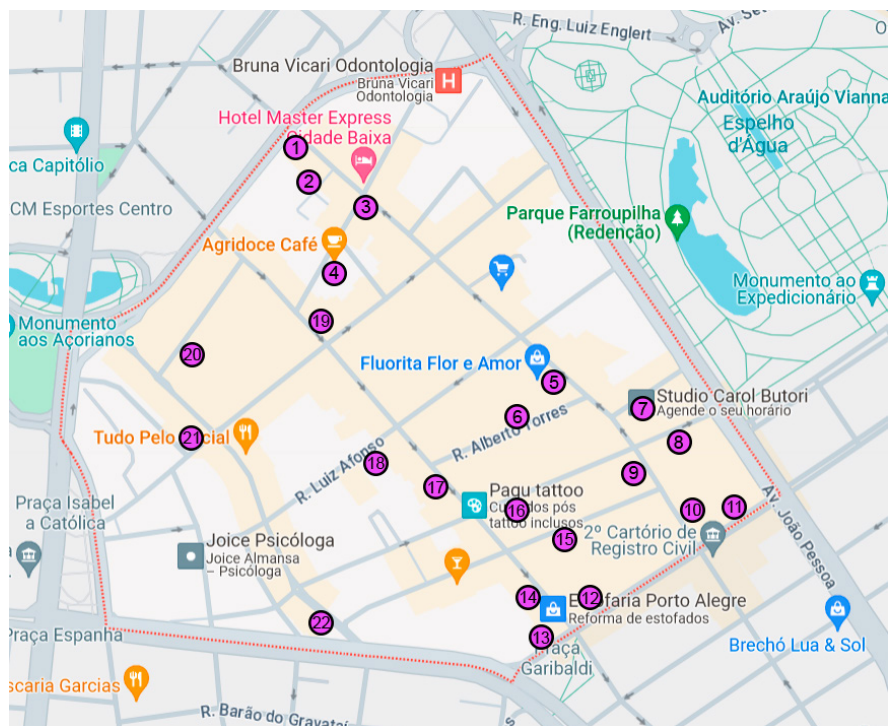 R. Eng. Luiz Englert
Av. Se
O
Bruna Vicari Odontologia
Bruna Vicari
Odontologia
H
Auditório Araújo Vianna
Espelho
d'Água
Hotel Master Express
Cidade Baixa
ca Capitólio
1
2
3
CM Esportes Centro
Parque Farroupilha
(Redenção)
Agridoce Café
4
Monumento ao
Expedicionário
19
Monumento
aos Açorianos
20
Fluorita Flor e Amor
5
Studio Carol Butori
Agende o seu horário
7
6
R. Alberto Torres
8
Tudo Pelo cial
21
R. Luiz Afonso
18
9
17
Pagu tattoo
Cu dos pós
tattoo inclusos
16
10
11
Av. João Pessoa
Praça Isabel
a Católica
15
2º Cartório de
Registro Civil
Joice Psicóloga
Joice Almansa
– Psicóloga
14
12
E faria Porto Alegre
Reforma de estofados
22
Praça Espanha
13
Praça
Garibaldi
Brechó Lua & Sol
scaria Garcias
R. Barão do Gravataí